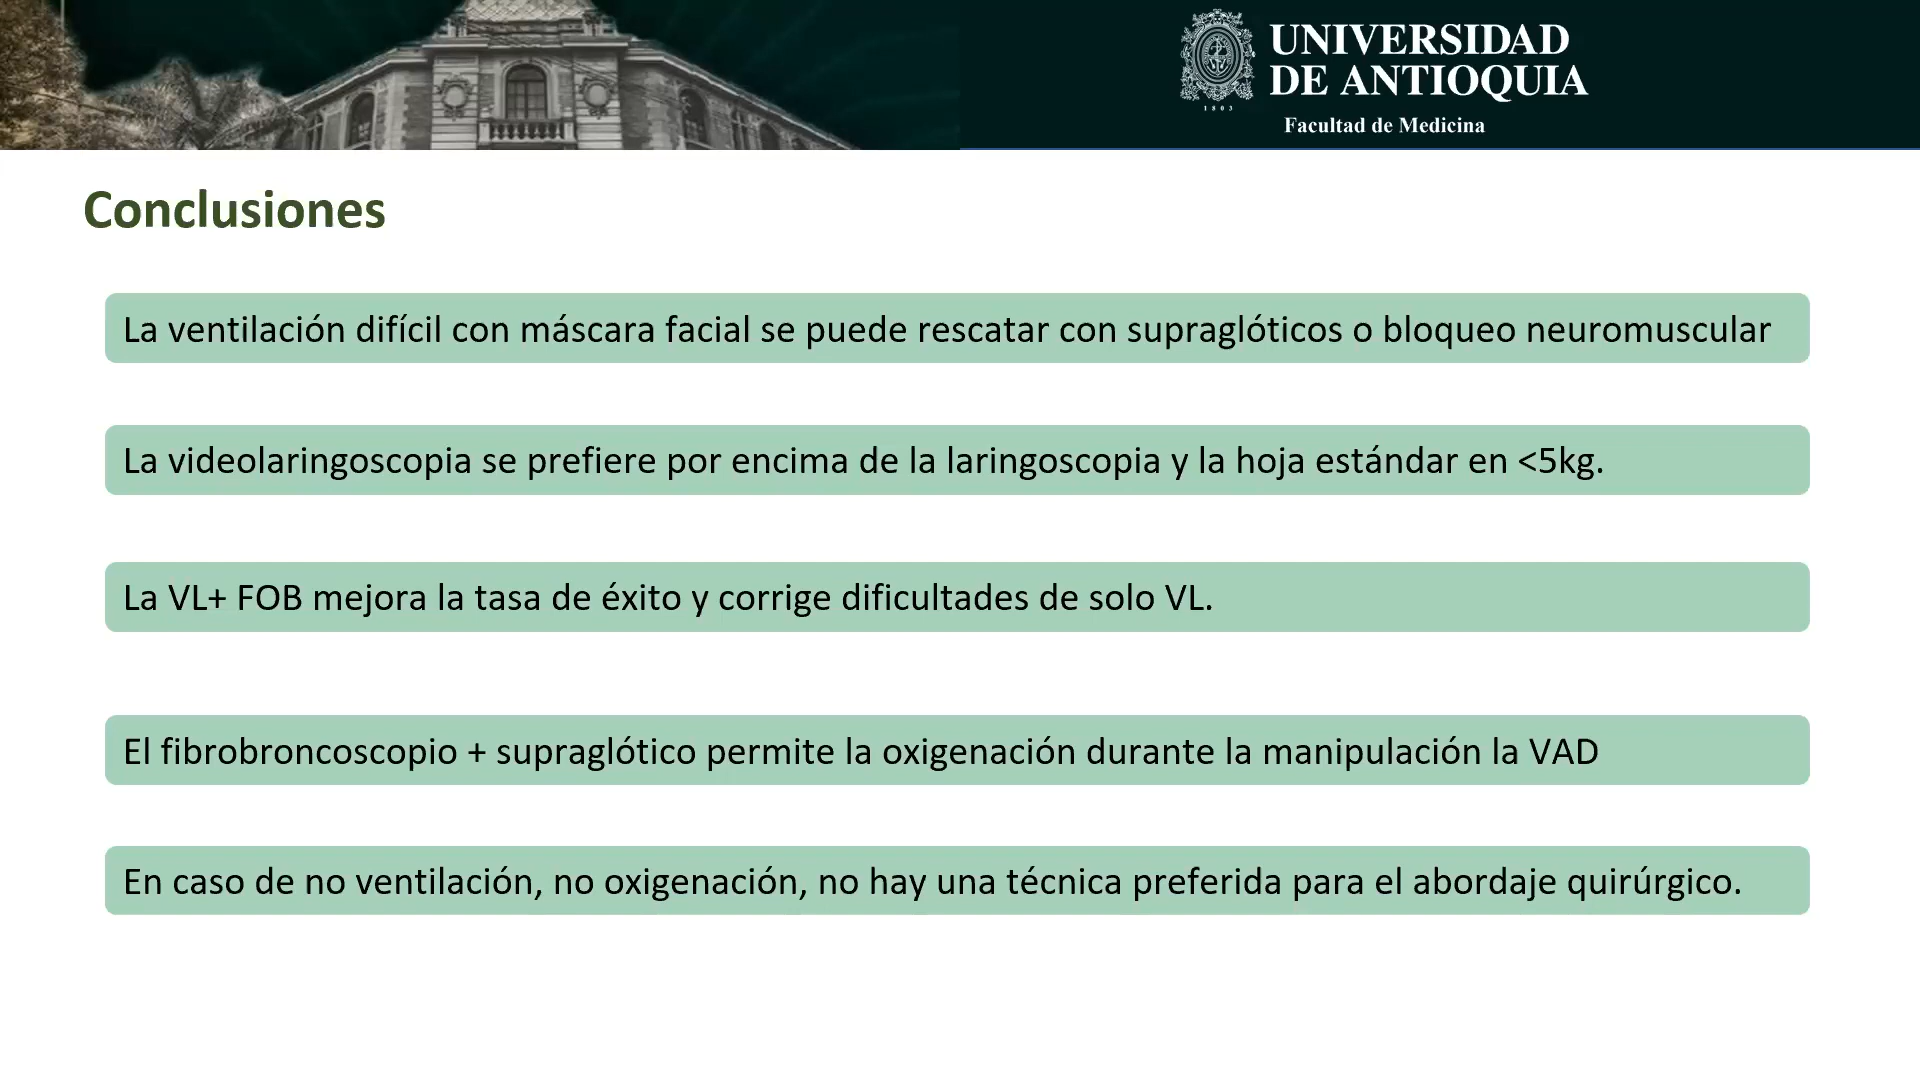 UNIVERSIDAD
DE ANTIOQUIA
1803
Facultad de Medicina
Conclusiones
La ventilación difícil con máscara facial se puede rescatar con supraglóticos o bloqueo neuromuscular
La videolaringoscopia se prefiere por encima de la laringoscopia y la hoja estándar en <5kg.
La VL+ FOB mejora la tasa de éxito y corrige dificultades de solo VL.
El fibrobroncoscopio + supraglótico permite la oxigenación durante la manipulación la VAD
En caso de no ventilación, no oxigenación, no hay una técnica preferida para el abordaje quirúrgico.